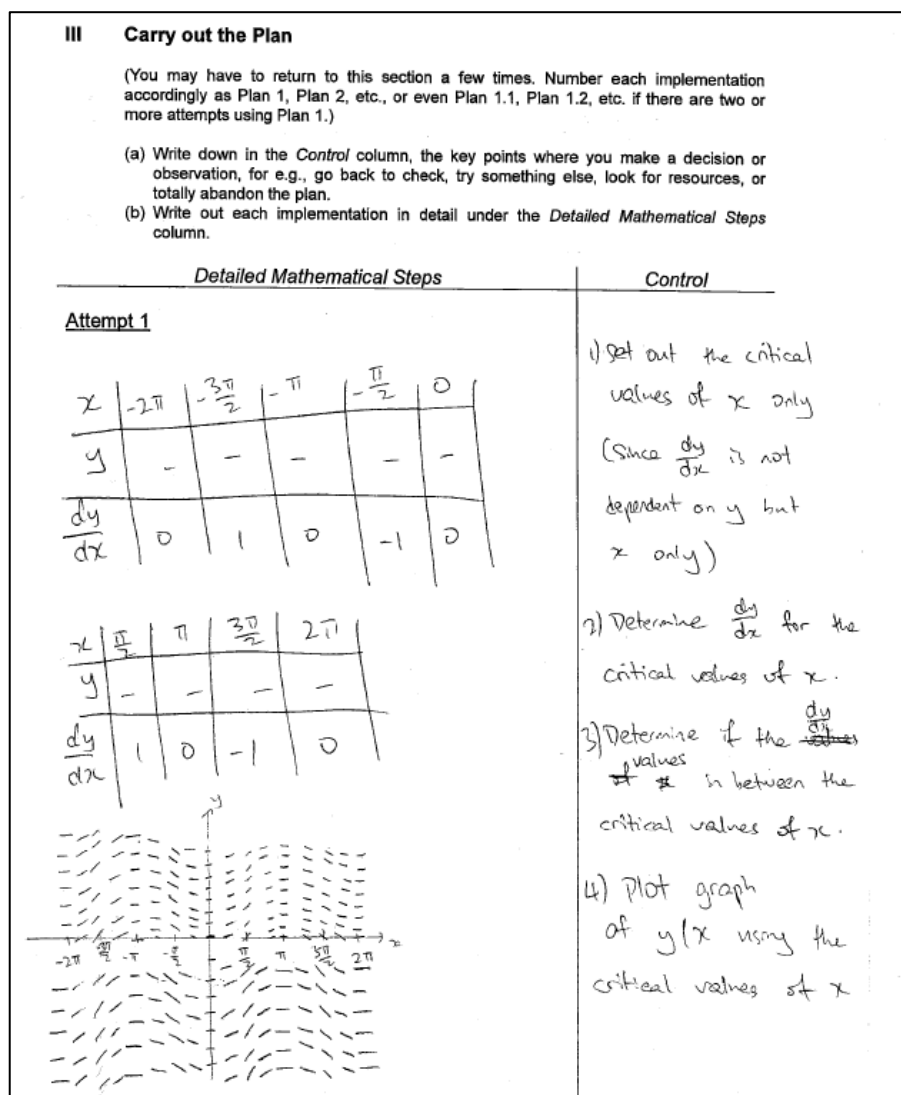 III Carry out the Plan
(You may have to return to this section a few times. Number each implementation
accordingly as Plan 1, Plan 2, etc., or even Plan 1.1, Plan 1.2, etc. if there are two or
more attempts using Plan 1.)
(a) Write down in the Control column, the key points where you make a decision or
observation, for e.g., go back to check, try something else, look for resources, or
totally abandon the plan.
(b) Write out each implementation in detail under the Detailed Mathematical Steps
column.
Detailed Mathematical Steps
Attempt 1
x | -2π | -3π/2 | -π | -π/2 | 0
y | - | - | - | - | -
dy/dx | 0 | 1 | 0 | -1 | 0
x | π/2 | π | 3π/2 | 2π
y | - | - | - | -
dy/dx | 1 | 0 | -1 | 0
y
-2π -3π/2 -π -π/2 π/2 π 3π/2 2π x
Control
1) Set out the critical
values of x only
(Since dy/dx is not
dependent on y but
x only)
2) Determine dy/dx for the
critical values of x.
3) Determine if the dy/dx
values in between the
critical values of x.
4) Plot graph
of y/x using the
critical values of x